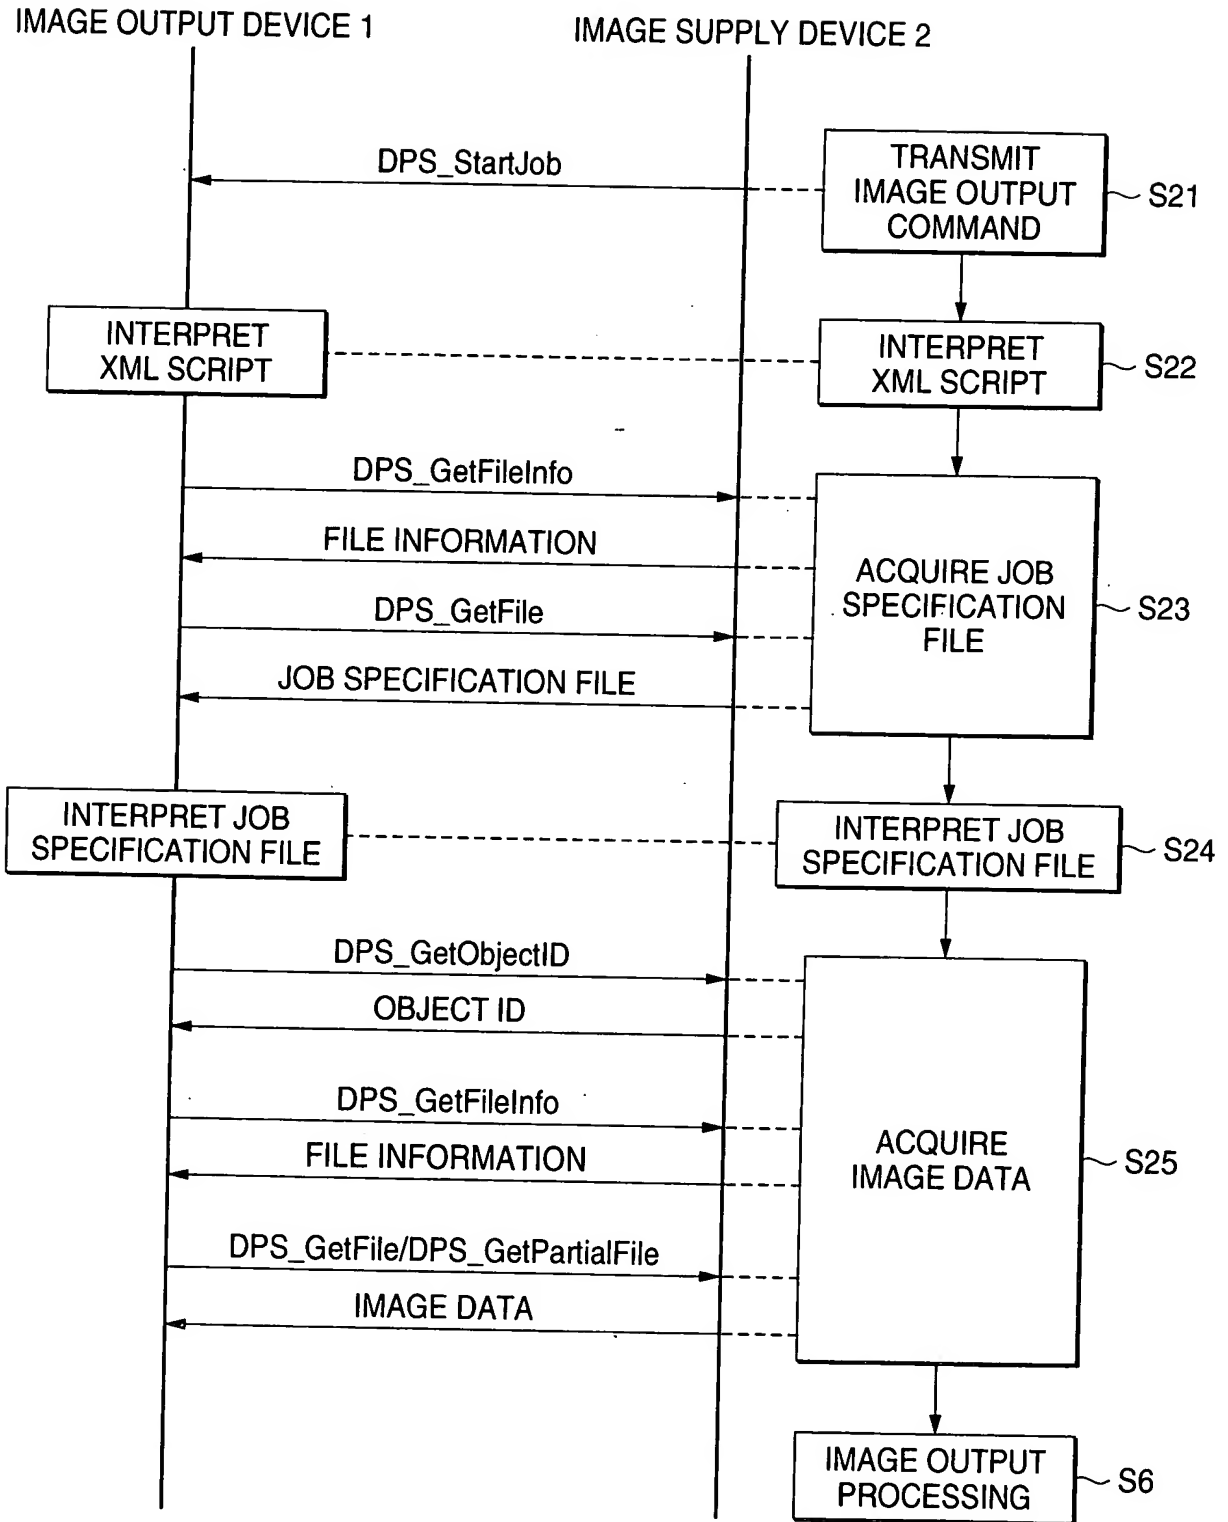 IMAGE OUTPUT DEVICE 1
IMAGE SUPPLY DEVICE 2
DPS_StartJob
TRANSMIT
IMAGE OUTPUT
COMMAND
S21
INTERPRET
XML SCRIPT
INTERPRET
XML SCRIPT
S22
DPS_GetFileInfo
FILE INFORMATION
DPS_GetFile
JOB SPECIFICATION FILE
ACQUIRE JOB
SPECIFICATION
FILE
S23
INTERPRET JOB
SPECIFICATION FILE
INTERPRET JOB
SPECIFICATION FILE
S24
DPS_GetObjectID
OBJECT ID
DPS_GetFileInfo
FILE INFORMATION
DPS_GetFile/DPS_GetPartialFile
IMAGE DATA
ACQUIRE
IMAGE DATA
S25
IMAGE OUTPUT
PROCESSING
S6